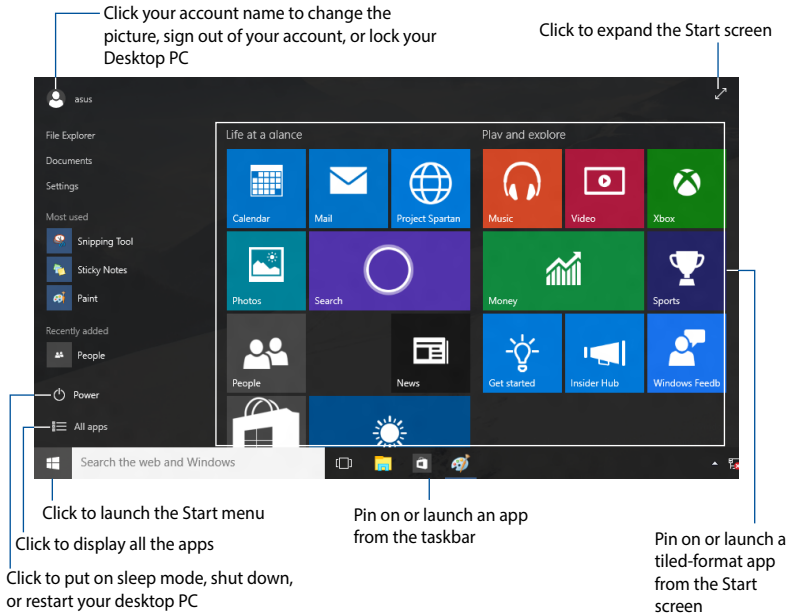 Click your account name to change the
picture, sign out of your account, or lock your
Desktop PC
Click to expand the Start screen
asus
File Explorer
Documents
Settings
Most used
Snipping Tool
Sticky Notes
Paint
Recently added
People
Power
All apps
Life at a glance
Play and explore
Calendar
Mail
Project Spartan
Music
Video
Xbox
Photos
Search
Money
Sports
People
News
Get started
Insider Hub
Windows Feedb
Search the web and Windows
Click to launch the Start menu
Click to display all the apps
Click to put on sleep mode, shut down,
or restart your desktop PC
Pin on or launch an app
from the taskbar
Pin on or launch a
tiled-format app
from the Start
screen